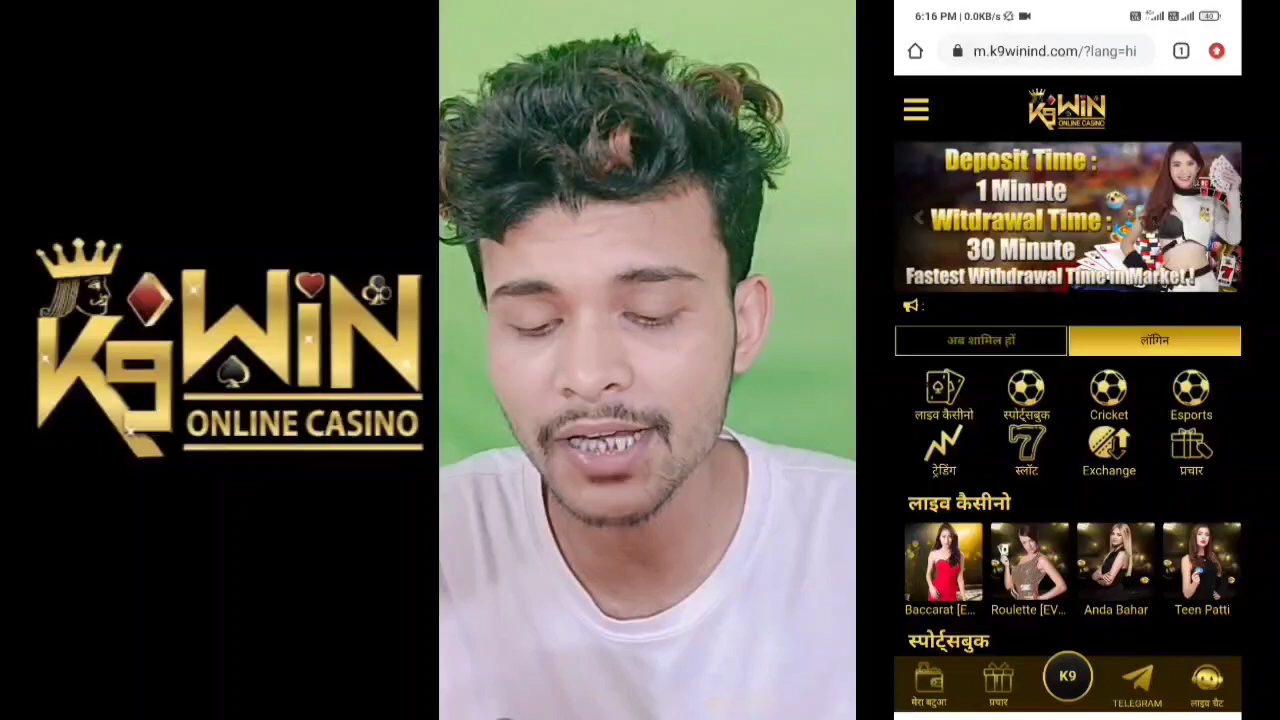 K9WiN
ONLINE CASINO
6:16 PM | 0.0KB/s
40
m.k9winind.com/?lang=hi
1
K9WiN
ONLINE CASINO
Deposit Time :
1 Minute
Witdrawal Time :
30 Minute
Fastest Withdrawal Time in Market !
:
अब शामिल हों
लॉगिन
लाइव कैसीनो
स्पोर्ट्सबुक
Cricket
Esports
ट्रेडिंग
स्लॉट
Exchange
प्रचार
लाइव कैसीनो
Baccarat [E...
Roulette [EV...
Anda Bahar
Teen Patti
स्पोर्ट्सबुक
मेरा बटुआ
प्रचार
K9
TELEGRAM
लाइव चैट